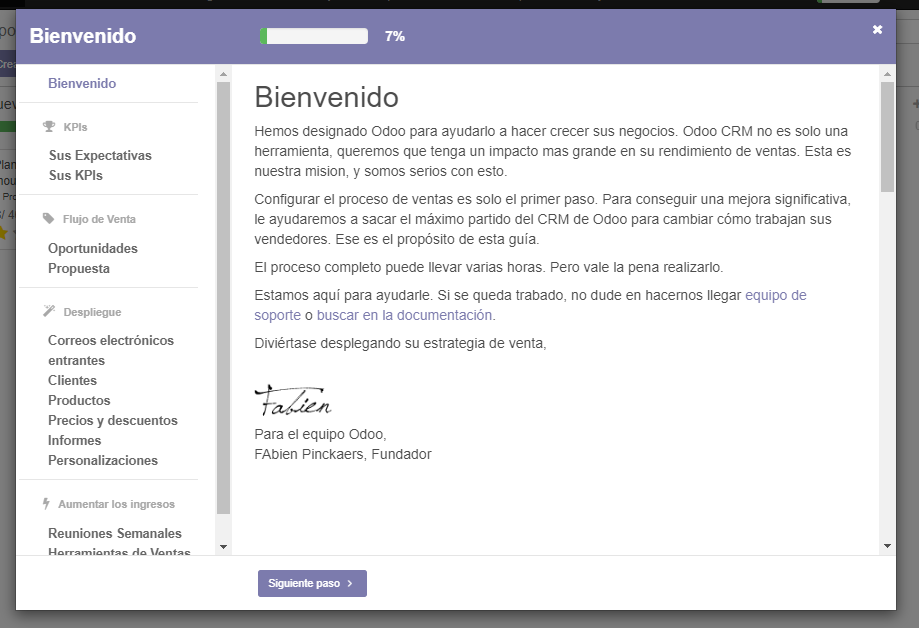 Bienvenido
7%
Bienvenido
KPIs
Sus Expectativas
Sus KPIs
Flujo de Venta
Oportunidades
Propuesta
Despliegue
Correos electrónicos
entrantes
Clientes
Productos
Precios y descuentos
Informes
Personalizaciones
Aumentar los ingresos
Reuniones Semanales
Herramientas de Ventas
Bienvenido
Hemos designado Odoo para ayudarlo a hacer crecer sus negocios. Odoo CRM no es solo una
herramienta, queremos que tenga un impacto mas grande en su rendimiento de ventas. Esta es
nuestra mision, y somos serios con esto.
Configurar el proceso de ventas es solo el primer paso. Para conseguir una mejora significativa,
le ayudaremos a sacar el máximo partido del CRM de Odoo para cambiar cómo trabajan sus
vendedores. Ese es el propósito de esta guía.
El proceso completo puede llevar varias horas. Pero vale la pena realizarlo.
Estamos aquí para ayudarle. Si se queda trabado, no dude en hacernos llegar equipo de
soporte o buscar en la documentación.
Diviértase desplegando su estrategia de venta,
Fabien
Para el equipo Odoo,
FAbien Pinckaers, Fundador
Siguiente paso